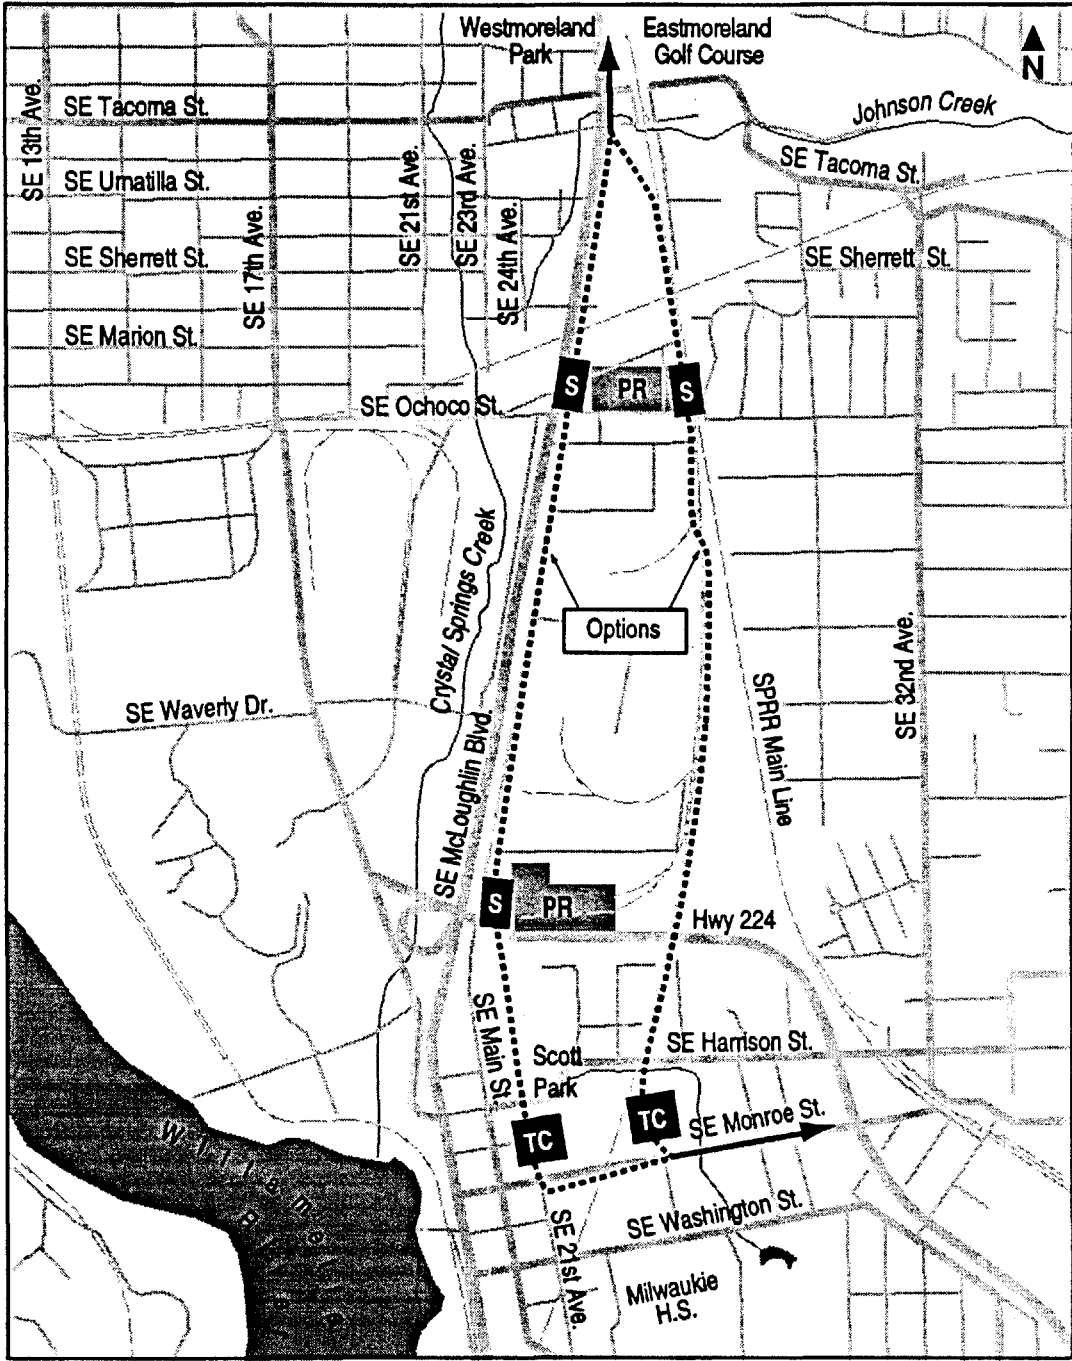 Westmoreland
Park
Eastmoreland
Golf Course
N
SE 13th Ave.
SE Tacoma St.
Johnson Creek
SE Tacoma St.
SE Umatilla St.
SE 17th Ave.
SE 21st Ave.
SE 23rd Ave.
SE 24th Ave.
SE Sherrett St.
SE Sherrett St.
SE Marion St.
S
PR
S
SE Ochoco St.
Crystal Springs Creek
Options
SE 32nd Ave.
SE Waverly Dr.
SPRR Main Line
SE McLoughlin Blvd.
S
PR
Hwy 224
SE Main St.
SE Harrison St.
Scott
Park
TC
TC
SE Monroe St.
Willamette
River
SE Washington St.
SE 21st Ave.
Milwaukie
H.S.